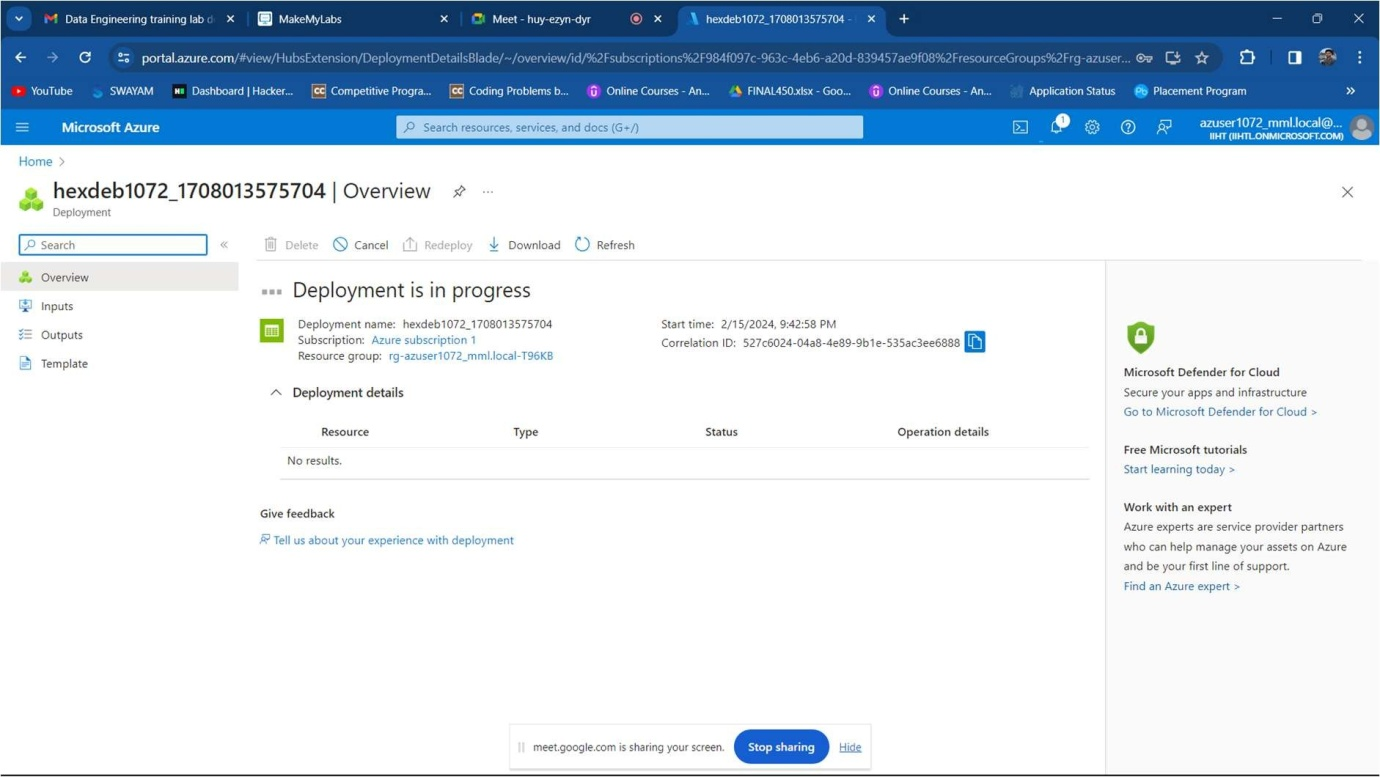 Data Engineering training lab d
MakeMyLabs
Meet - huy-ezyn-dyr
hexdeb1072_1708013575704 -
portal.azure.com/#view/HubsExtension/DeploymentDetailsBlade/~/overview/id/%2Fsubscriptions%2F984f097c-963c-4eb6-a20d-839457ae9f08%2FresourceGroups%2Frg-azuser...
YouTube
SWAYAM
Dashboard | Hacker...
Competitive Progra...
Coding Problems b...
Online Courses - An...
FINAL450.xlsx - Goo...
Online Courses - An...
Application Status
Placement Program
Microsoft Azure
Search resources, services, and docs (G+/)
1
azuser1072_mml.local@...
IIHT (IIHTL.ONMICROSOFT.COM)
Home >
hexdeb1072_1708013575704 | Overview
Deployment
Search
Delete
Cancel
Redeploy
Download
Refresh
Overview
Inputs
Outputs
Template
Deployment is in progress
Deployment name: hexdeb1072_1708013575704
Subscription: Azure subscription 1
Resource group: rg-azuser1072_mml.local-T96KB
Start time: 2/15/2024, 9:42:58 PM
Correlation ID: 527c6024-04a8-4e89-9b1e-535ac3ee6888
Deployment details
Resource Type Status Operation details
No results.
Give feedback
Tell us about your experience with deployment
Microsoft Defender for Cloud
Secure your apps and infrastructure
Go to Microsoft Defender for Cloud >
Free Microsoft tutorials
Start learning today >
Work with an expert
Azure experts are service provider partners
who can help manage your assets on Azure
and be your first line of support.
Find an Azure expert >
meet.google.com is sharing your screen.
Stop sharing
Hide